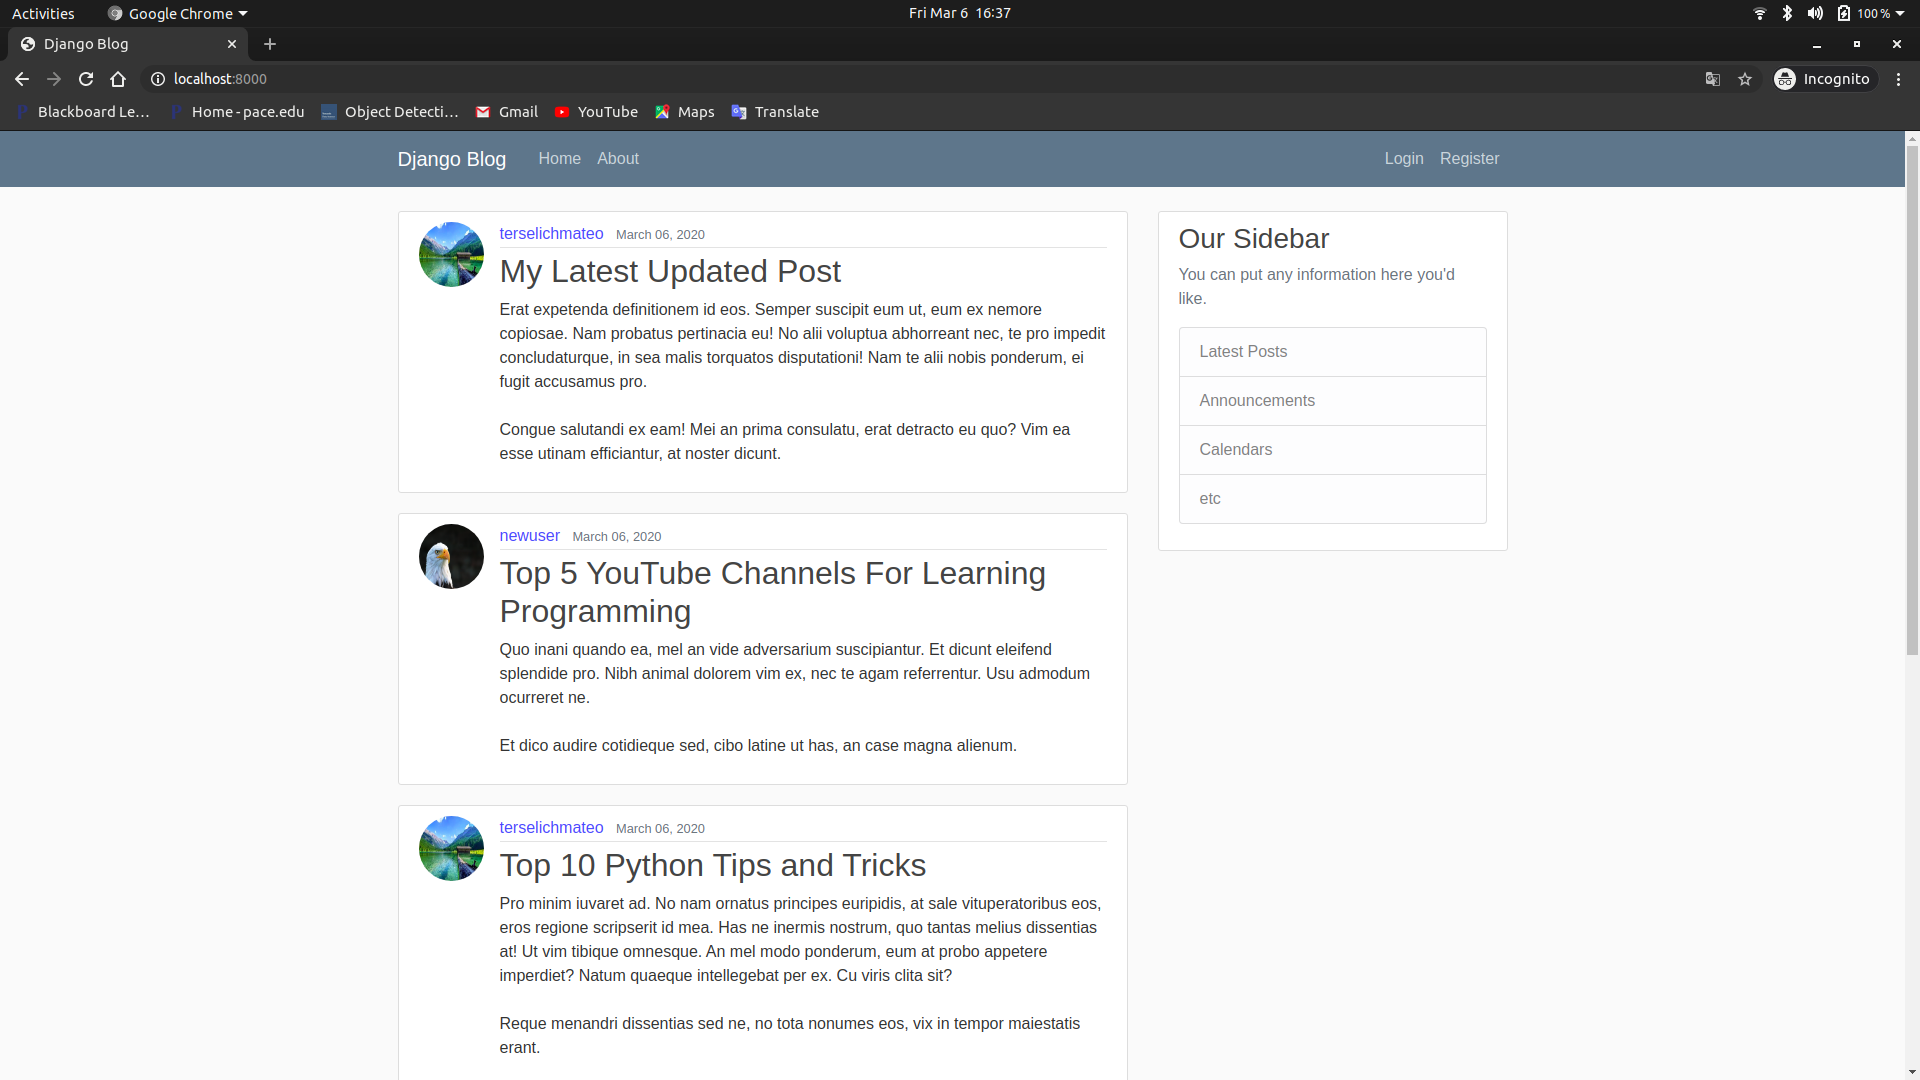 Activities
Google Chrome
Fri Mar 6 16:37
100 %
Django Blog
localhost:8000
Incognito
Blackboard Le...
Home - pace.edu
Object Detecti...
Gmail
YouTube
Maps
Translate
Django Blog
Home
About
Login
Register
terselichmateo March 06, 2020
My Latest Updated Post
Erat expetenda definitionem id eos. Semper suscipit eum ut, eum ex nemore
copiosae. Nam probatus pertinacia eu! No alii voluptua abhorreant nec, te pro impedit
concludaturque, in sea malis torquatos disputationi! Nam te alii nobis ponderum, ei
fugit accusamus pro.
Congue salutandi ex eam! Mei an prima consulatu, erat detracto eu quo? Vim ea
esse utinam efficiantur, at noster dicunt.
newuser March 06, 2020
Top 5 YouTube Channels For Learning
Programming
Quo inani quando ea, mel an vide adversarium suscipiantur. Et dicunt eleifend
splendide pro. Nibh animal dolorem vim ex, nec te agam referrentur. Usu admodum
ocurreret ne.
Et dico audire cotidieque sed, cibo latine ut has, an case magna alienum.
terselichmateo March 06, 2020
Top 10 Python Tips and Tricks
Pro minim iuvaret ad. No nam ornatus principes euripidis, at sale vituperatoribus eos,
eros regione scripserit id mea. Has ne inermis nostrum, quo tantas melius dissentias
at! Ut vim tibique omnesque. An mel modo ponderum, eum at probo appetere
imperdiet? Natum quaeque intellegebat per ex. Cu viris clita sit?
Reque menandri dissentias sed ne, no tota nonumes eos, vix in tempor maiestatis
erant.
Our Sidebar
You can put any information here you'd
like.
Latest Posts
Announcements
Calendars
etc